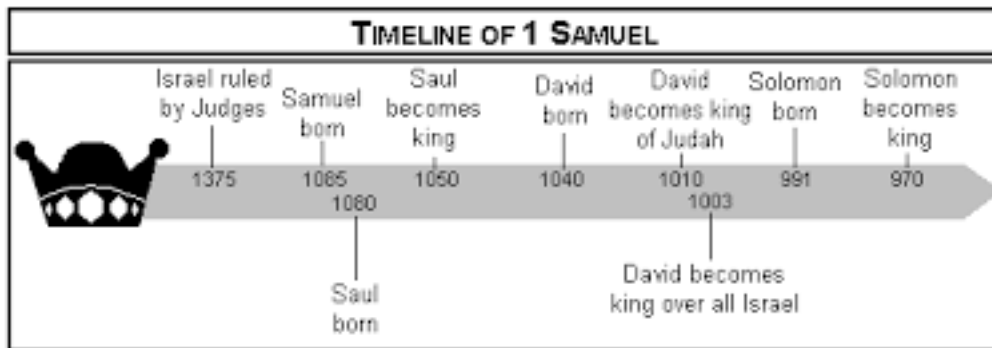 TIMELINE OF 1 SAMUEL
Israel ruled
by Judges
Samuel
born
Saul
becomes
king
David
born
David
becomes king
of Judah
Solomon
born
Solomon
becomes
king
1375
1085
1050
1040
1010
991
970
1080
1003
Saul
born
David becomes
king over all Israel